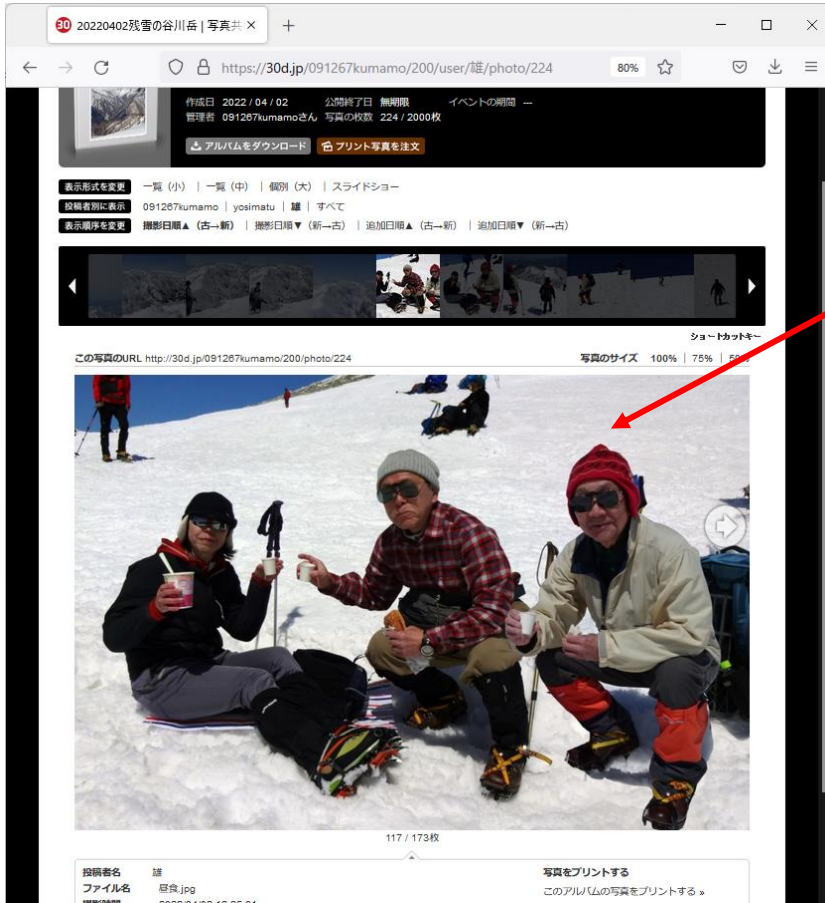 20220402残雪の谷川岳 | 写真共
https://30d.jp/091267kumamo/200/user/雄/photo/224
80%
作成日 2022 / 04 / 02 公開終了日 無期限 イベントの期間 ---
管理者 091267kumamoさん 写真の枚数 224 / 2000枚
アルバムをダウンロード プリント写真を注文
表示形式を変更 一覧（小） | 一覧（中） | 個別（大） | スライドショー
投稿者別に表示 091267kumamo | yosimatu | 雄 | すべて
表示順序を変更 撮影日順▲（古→新） | 撮影日順▼（新→古） | 追加日順▲（古→新） | 追加日順▼（新→古）
ショートカットキー
この写真のURL http://30d.jp/091267kumamo/200/photo/224 写真のサイズ 100% | 75% | 50%
117 / 173枚
投稿者名 雄 写真をプリントする
ファイル名 昼食.jpg このアルバムの写真をプリントする »